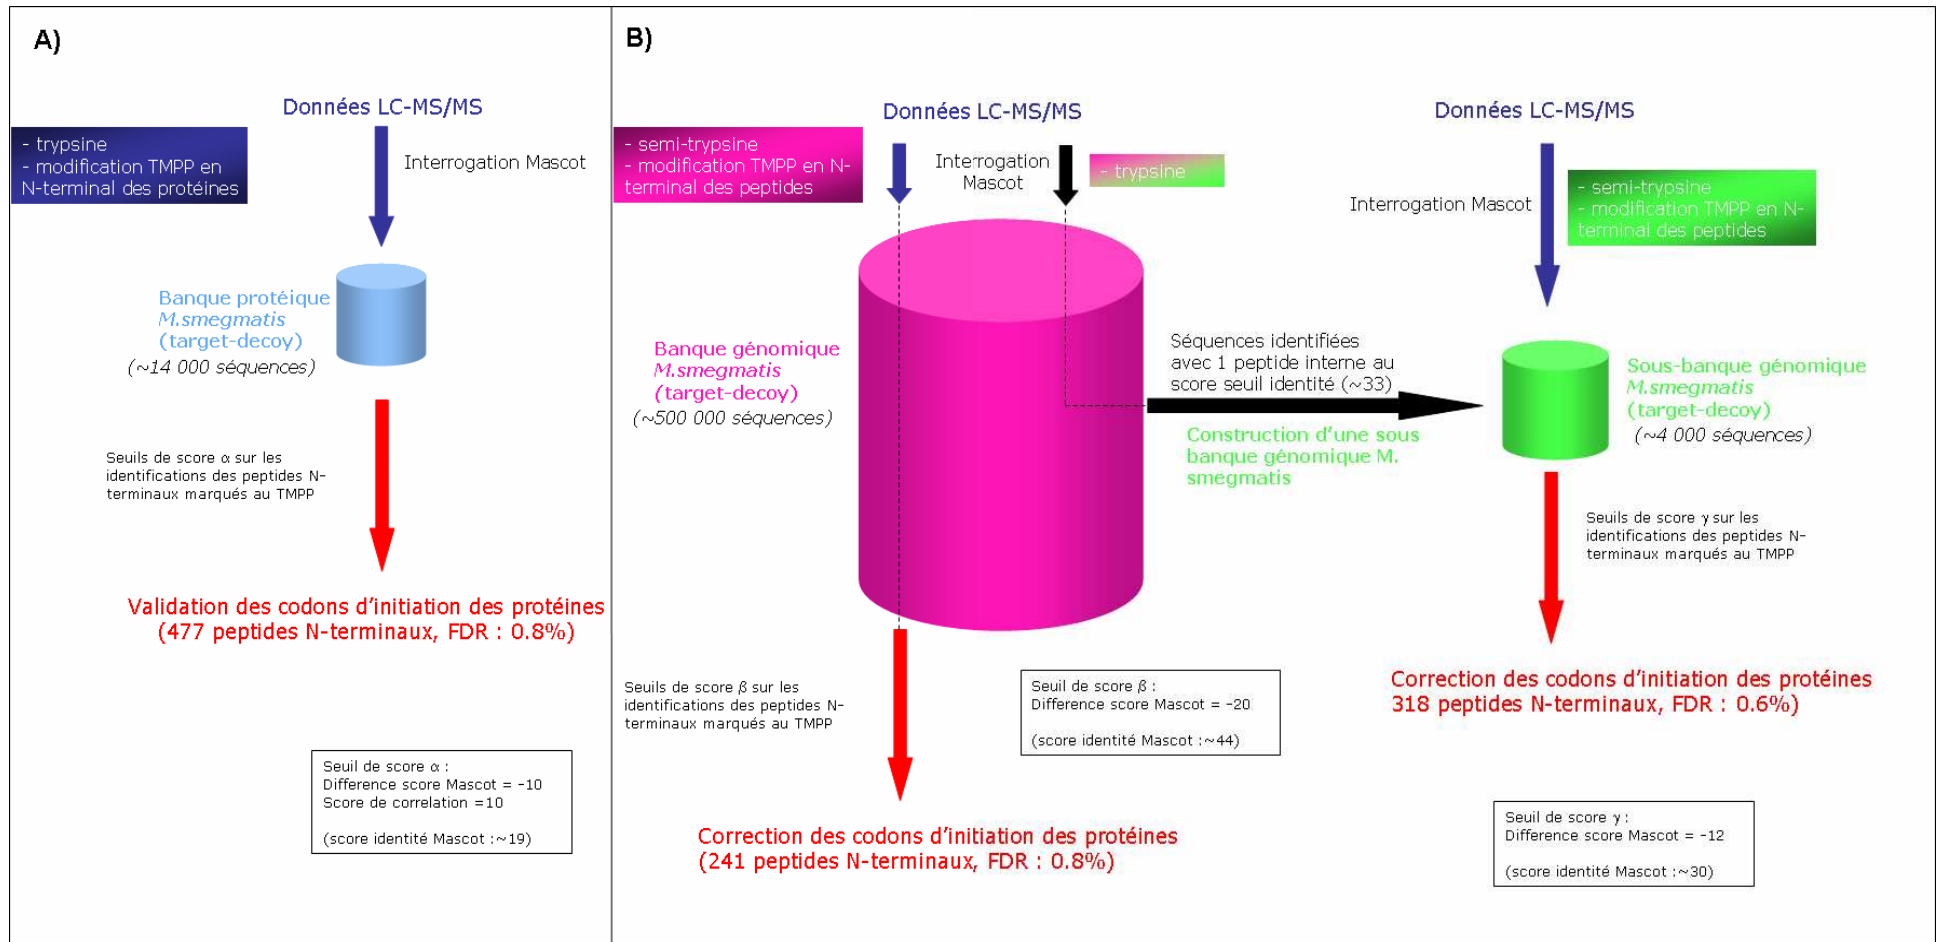 A)
Données LC-MS/MS
- trypsine
- modification TMPP en
N-terminal des protéines
Interrogation Mascot
Banque protéique
M.smegmatis
(target-decoy)
(~14 000 séquences)
Seuils de score α sur les
identifications des peptides N-
terminaux marqués au TMPP
Validation des codons d'initiation des protéines
(477 peptides N-terminaux, FDR : 0.8%)
Seuil de score α :
Difference score Mascot = -10
Score de correlation =10
(score identité Mascot :~19)
B)
Données LC-MS/MS
- semi-trypsine
- modification TMPP en N-
terminal des peptides
Interrogation
Mascot
- trypsine
Banque génomique
M.smegmatis
(target-decoy)
(~500 000 séquences)
Séquences identifiées
avec 1 peptide interne au
score seuil identité (~33)
Construction d'une sous
banque génomique M.
smegmatis
Seuils de score β sur les
identifications des peptides N-
terminaux marqués au TMPP
Seuil de score β :
Difference score Mascot = -20
(score identité Mascot :~44)
Correction des codons d'initiation des protéines
(241 peptides N-terminaux, FDR : 0.8%)
Données LC-MS/MS
Interrogation Mascot
- semi-trypsine
- modification TMPP en N-
terminal des peptides
Sous-banque génomique
M.smegmatis
(target-decoy)
(~4 000 séquences)
Seuils de score γ sur les
identifications des peptides N-
terminaux marqués au TMPP
Correction des codons d'initiation des protéines
318 peptides N-terminaux, FDR : 0.6%)
Seuil de score γ :
Difference score Mascot = -12
(score identité Mascot :~30)